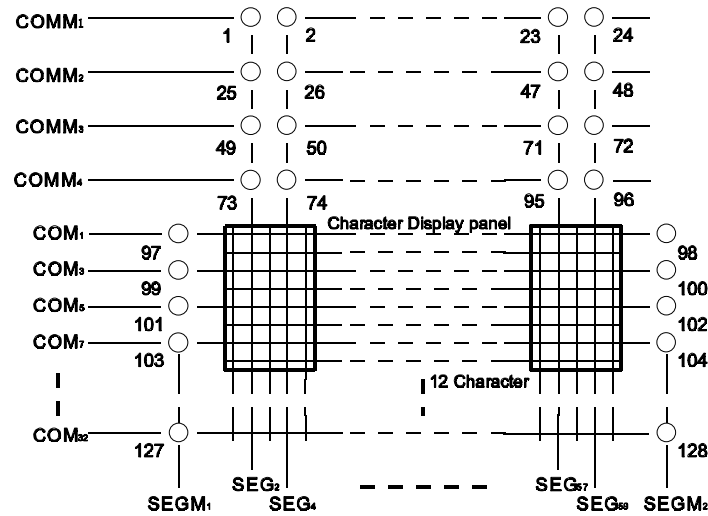 COMM₁
1 2 23 24
COMM₂
25 26 47 48
COMM₃
49 50 71 72
COMM₄
73 74 95 96
Character Display panel
COM₁
97 98
COM₃
99 100
COM₅
101 102
COM₇
103 104
12 Character
COM₃₂
127 128
SEGM₁ SEG₂ SEG₄ SEG₅₇ SEG₅₉ SEGM₂